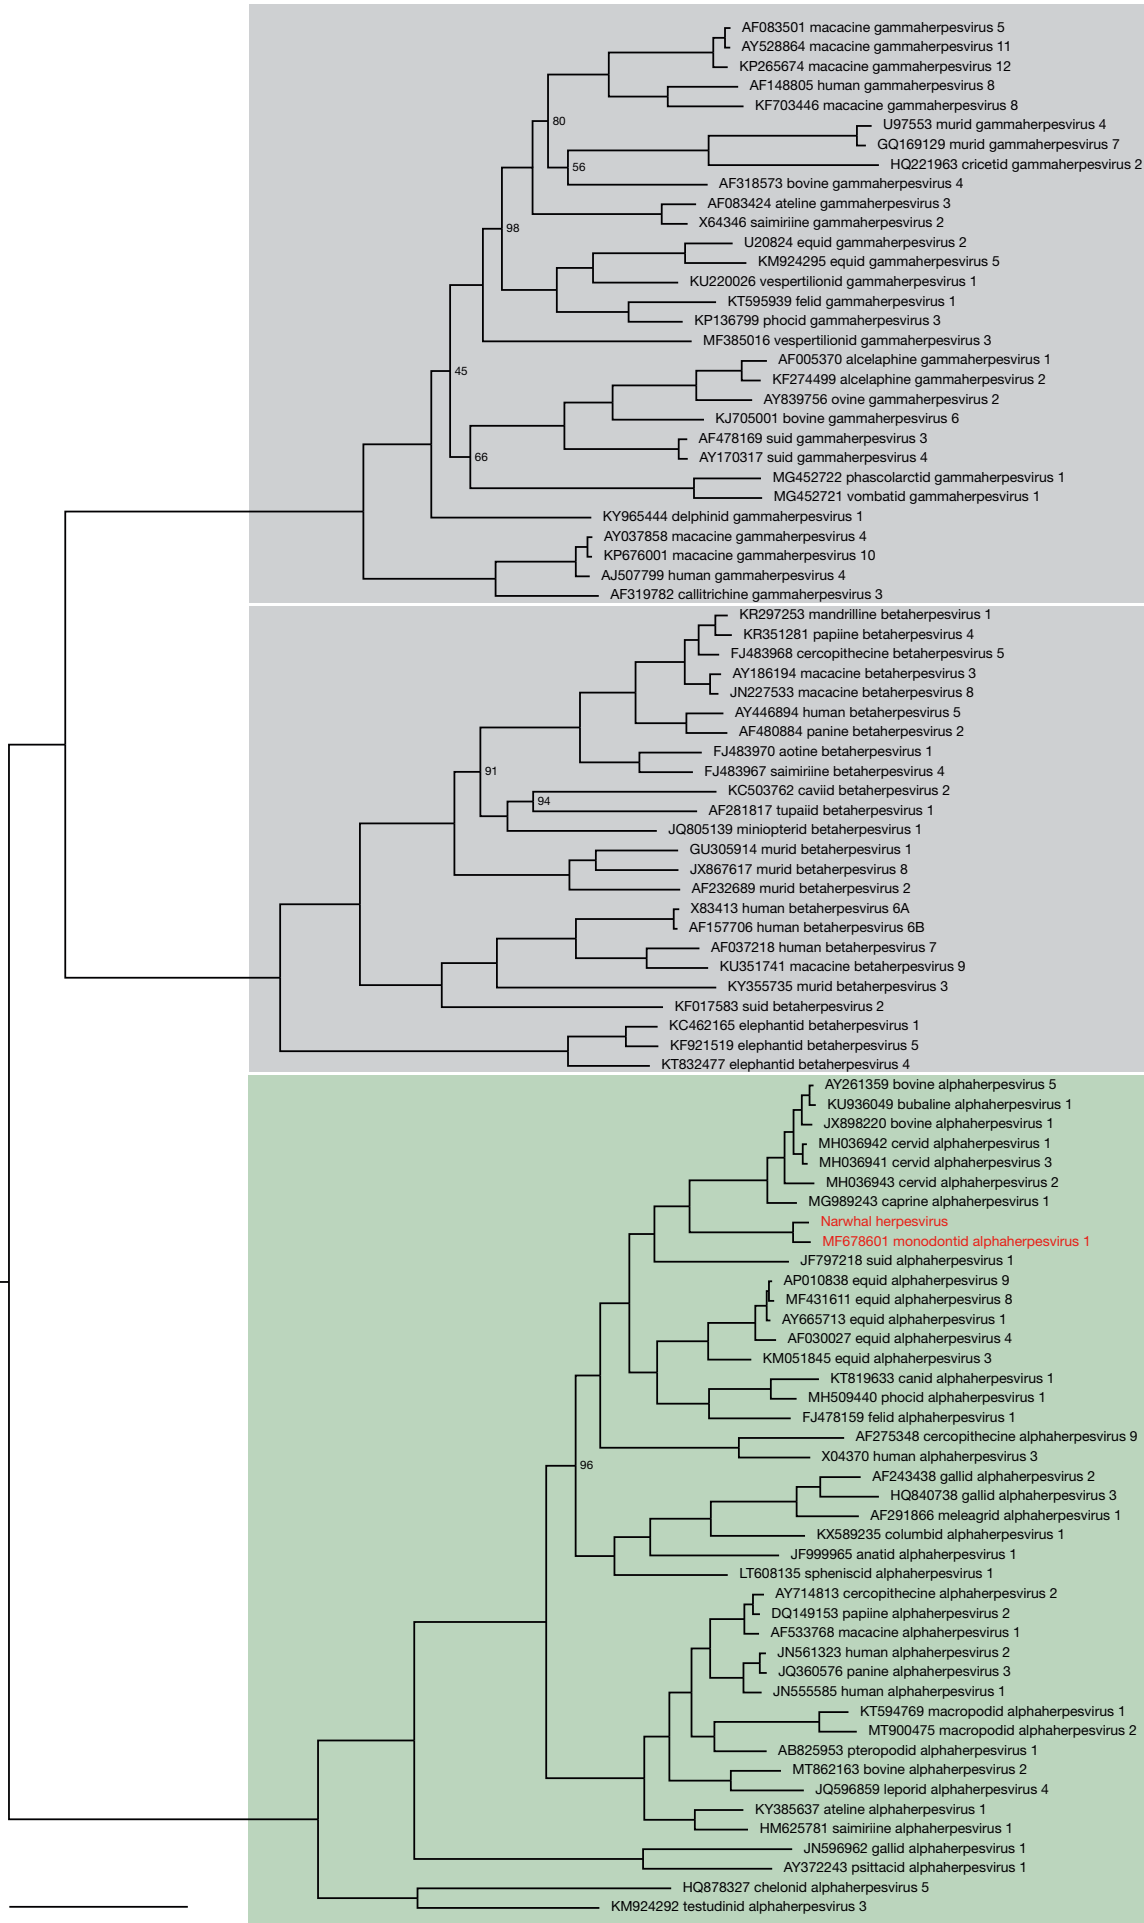 AF083501 macacine gammaherpesvirus 5
AY528864 macacine gammaherpesvirus 11
KP265674 macacine gammaherpesvirus 12
AF148805 human gammaherpesvirus 8
KF703446 macacine gammaherpesvirus 8
80
U97553 murid gammaherpesvirus 4
GQ169129 murid gammaherpesvirus 7
HQ221963 cricetid gammaherpesvirus 2
56
AF318573 bovine gammaherpesvirus 4
AF083424 ateline gammaherpesvirus 3
X64346 saimiriine gammaherpesvirus 2
98
U20824 equid gammaherpesvirus 2
KM924295 equid gammaherpesvirus 5
KU220026 vespertilionid gammaherpesvirus 1
KT595939 felid gammaherpesvirus 1
KP136799 phocid gammaherpesvirus 3
MF385016 vespertilionid gammaherpesvirus 3
AF005370 alcelaphine gammaherpesvirus 1
45
KF274499 alcelaphine gammaherpesvirus 2
AY839756 ovine gammaherpesvirus 2
KJ705001 bovine gammaherpesvirus 6
AF478169 suid gammaherpesvirus 3
66
AY170317 suid gammaherpesvirus 4
MG452722 phascolarctid gammaherpesvirus 1
MG452721 vombatid gammaherpesvirus 1
KY965444 delphinid gammaherpesvirus 1
AY037858 macacine gammaherpesvirus 4
KP676001 macacine gammaherpesvirus 10
AJ507799 human gammaherpesvirus 4
AF319782 callitrichine gammaherpesvirus 3
KR297253 mandrilline betaherpesvirus 1
KR351281 papiine betaherpesvirus 4
FJ483968 cercopithecine betaherpesvirus 5
AY186194 macacine betaherpesvirus 3
JN227533 macacine betaherpesvirus 8
AY446894 human betaherpesvirus 5
AF480884 panine betaherpesvirus 2
FJ483970 aotine betaherpesvirus 1
91
FJ483967 saimiriine betaherpesvirus 4
KC503762 caviid betaherpesvirus 2
94
AF281817 tupaiid betaherpesvirus 1
JQ805139 miniopterid betaherpesvirus 1
GU305914 murid betaherpesvirus 1
JX867617 murid betaherpesvirus 8
AF232689 murid betaherpesvirus 2
X83413 human betaherpesvirus 6A
AF157706 human betaherpesvirus 6B
AF037218 human betaherpesvirus 7
KU351741 macacine betaherpesvirus 9
KY355735 murid betaherpesvirus 3
KF017583 suid betaherpesvirus 2
KC462165 elephantid betaherpesvirus 1
KF921519 elephantid betaherpesvirus 5
KT832477 elephantid betaherpesvirus 4
AY261359 bovine alphaherpesvirus 5
KU936049 bubaline alphaherpesvirus 1
JX898220 bovine alphaherpesvirus 1
MH036942 cervid alphaherpesvirus 1
MH036941 cervid alphaherpesvirus 3
MH036943 cervid alphaherpesvirus 2
MG989243 caprine alphaherpesvirus 1
Narwhal herpesvirus
MF678601 monodontid alphaherpesvirus 1
JF797218 suid alphaherpesvirus 1
AP010838 equid alphaherpesvirus 9
MF431611 equid alphaherpesvirus 8
AY665713 equid alphaherpesvirus 1
AF030027 equid alphaherpesvirus 4
KM051845 equid alphaherpesvirus 3
KT819633 canid alphaherpesvirus 1
MH509440 phocid alphaherpesvirus 1
FJ478159 felid alphaherpesvirus 1
AF275348 cercopithecine alphaherpesvirus 9
X04370 human alphaherpesvirus 3
96
AF243438 gallid alphaherpesvirus 2
HQ840738 gallid alphaherpesvirus 3
AF291866 meleagrid alphaherpesvirus 1
KX589235 columbid alphaherpesvirus 1
JF999965 anatid alphaherpesvirus 1
LT608135 spheniscid alphaherpesvirus 1
AY714813 cercopithecine alphaherpesvirus 2
DQ149153 papiine alphaherpesvirus 2
AF533768 macacine alphaherpesvirus 1
JN561323 human alphaherpesvirus 2
JQ360576 panine alphaherpesvirus 3
JN555585 human alphaherpesvirus 1
KT594769 macropodid alphaherpesvirus 1
MT900475 macropodid alphaherpesvirus 2
AB825953 pteropodid alphaherpesvirus 1
MT862163 bovine alphaherpesvirus 2
JQ596859 leporid alphaherpesvirus 4
KY385637 ateline alphaherpesvirus 1
HM625781 saimiriine alphaherpesvirus 1
JN596962 gallid alphaherpesvirus 1
AY372243 psittacid alphaherpesvirus 1
HQ878327 chelonid alphaherpesvirus 5
KM924292 testudinid alphaherpesvirus 3